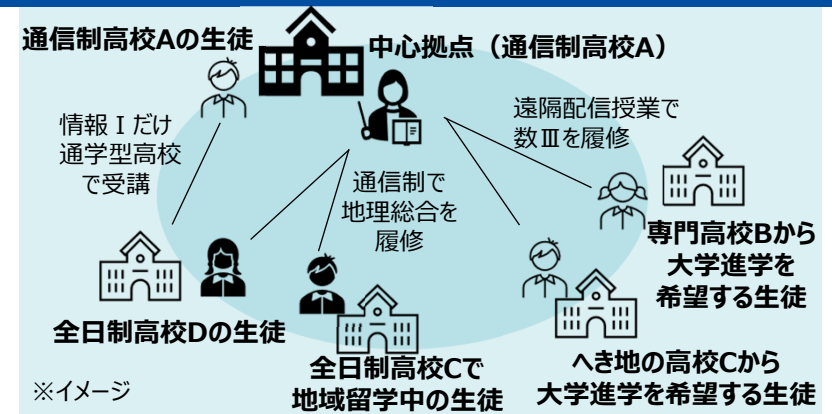 通信制高校Aの生徒
中心拠点（通信制高校A）
情報Ⅰだけ
通学型高校
で受講
遠隔配信授業で
数Ⅲを履修
通信制で
地理総合を
履修
専門高校Bから
大学進学を
希望する生徒
全日制高校Dの生徒
全日制高校Cで
地域留学中の生徒
へき地の高校Cから
大学進学を希望する生徒
※イメージ